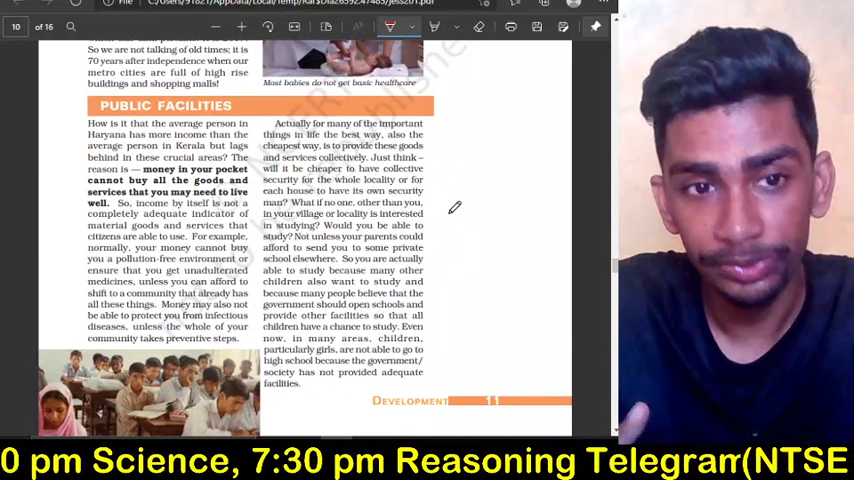 C:/Users/91821/AppData/Local/Temp/Rar$DIa26592.47485/jess201.pdf
10 of 16
So we are not talking of old times; it is
70 years after independence when our
metro cities are full of high rise
buildings and shopping malls!
Most babies do not get basic healthcare
PUBLIC FACILITIES
How is it that the average person in
Haryana has more income than the
average person in Kerala but lags
behind in these crucial areas? The
reason is — money in your pocket
cannot buy all the goods and
services that you may need to live
well. So, income by itself is not a
completely adequate indicator of
material goods and services that
citizens are able to use. For example,
normally, your money cannot buy
you a pollution-free environment or
ensure that you get unadulterated
medicines, unless you can afford to
shift to a community that already has
all these things. Money may also not
be able to protect you from infectious
diseases, unless the whole of your
community takes preventive steps.
Actually for many of the important
things in life the best way, also the
cheapest way, is to provide these goods
and services collectively. Just think –
will it be cheaper to have collective
security for the whole locality or for
each house to have its own security
man? What if no one, other than you,
in your village or locality is interested
in studying? Would you be able to
study? Not unless your parents could
afford to send you to some private
school elsewhere. So you are actually
able to study because many other
children also want to study and
because many people believe that the
government should open schools and
provide other facilities so that all
children have a chance to study. Even
now, in many areas, children,
particularly girls, are not able to go to
high school because the government/
society has not provided adequate
facilities.
DEVELOPMENT 11
0 pm Science, 7:30 pm Reasoning Telegram(NTSE